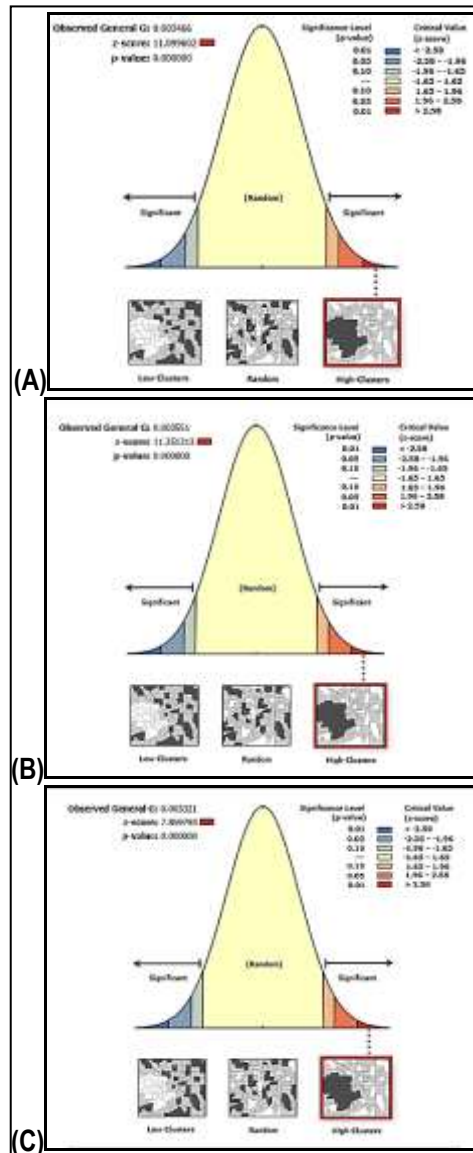 Observed General G: 0.003466
z-score: 11.099602
p-value: 0.000000
Significance Level
(p-value)
Critical Value
(z-score)
0.01 < -2.58
0.05 -2.58 - -1.96
0.10 -1.96 - -1.65
— -1.65 - 1.65
0.10 1.65 - 1.96
0.05 1.96 - 2.58
0.01 > 2.58
Significant
(Random)
Significant
Low-Clusters
Random
High-Clusters
(A)
Observed General G: 0.003551
z-score:
p-value: 0.000000
Significance Level
(p-value)
Critical Value
(z-score)
0.01 < -2.58
0.05 -2.58 - -1.96
0.10 -1.96 - -1.65
— -1.65 - 1.65
0.10 1.65 - 1.96
0.05 1.96 - 2.58
0.01 > 2.58
Significant
(Random)
Significant
Low-Clusters
Random
High-Clusters
(B)
Observed General G: 0.003321
z-score:
p-value: 0.000000
Significance Level
(p-value)
Critical Value
(z-score)
0.01 < -2.58
0.05 -2.58 - -1.96
0.10 -1.96 - -1.65
— -1.65 - 1.65
0.10 1.65 - 1.96
0.05 1.96 - 2.58
0.01 > 2.58
Significant
(Random)
Significant
Low-Clusters
Random
High-Clusters
(C)